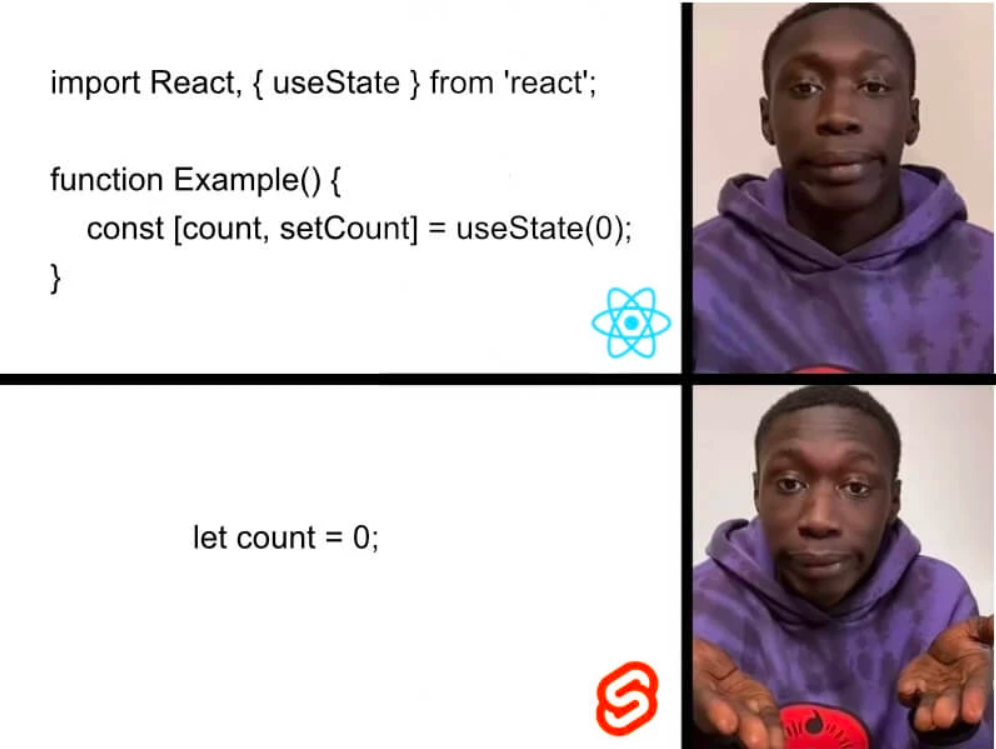 import React, { useState } from 'react';
function Example() {
const [count, setCount] = useState(0);
}
let count = 0;